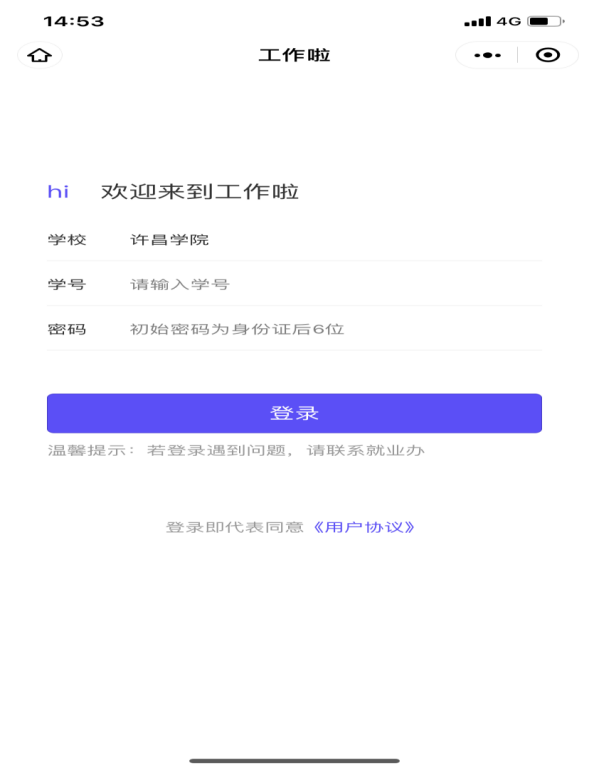 14:53 4G
工作啦
hi 欢迎来到工作啦
学校 许昌学院
学号 请输入学号
密码 初始密码为身份证后6位
登录
温馨提示：若登录遇到问题，请联系就业办
登录即代表同意《用户协议》